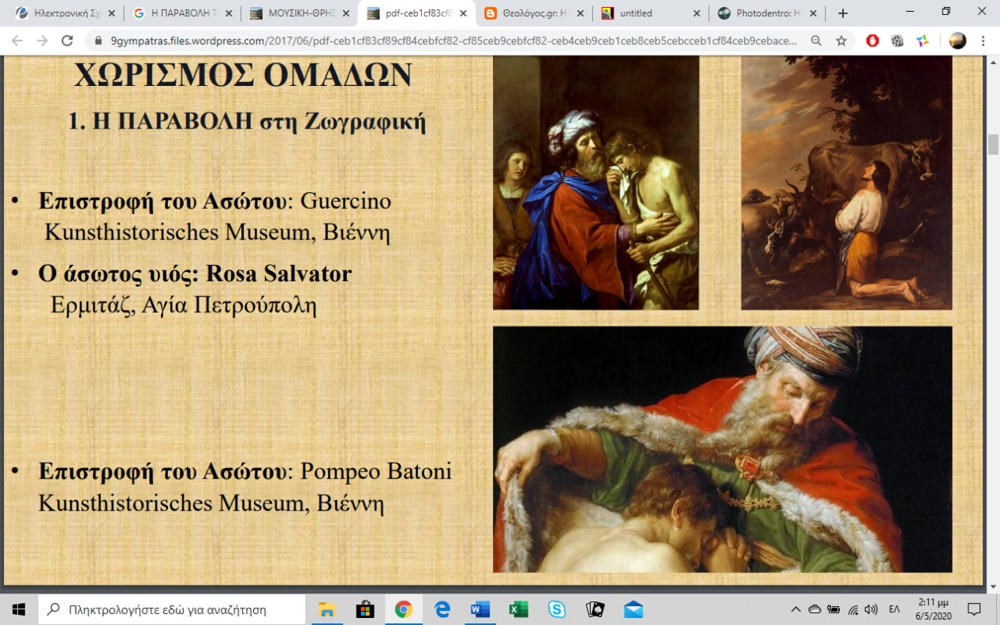 Ηλεκτρονική Σχ
Η ΠΑΡΑΒΟΛΗ Τ
ΜΟΥΣΙΚΗ-ΘΡΗΣ
pdf-ceb1cf83cf8
Θεολόγος.gr: Η
untitled
Photodentro: Η
9gympatras.files.wordpress.com/2017/06/pdf-ceb1cf83cf89cf84cebfcf82-cf85ceb9cebfcf82-ceb4ceb9ceb1ceb8ceb5cebcceb1cf84ceb9cebace...
ΧΩΡΙΣΜΟΣ ΟΜΑΔΩΝ
1. Η ΠΑΡΑΒΟΛΗ στη Ζωγραφική
• Επιστροφή του Ασώτου: Guercino
Kunsthistorisches Museum, Βιέννη
• Ο άσωτος υιός: Rosa Salvator
Ερμιτάζ, Αγία Πετρούπολη
• Επιστροφή του Ασώτου: Pompeo Batoni
Kunsthistorisches Museum, Βιέννη
Πληκτρολογήστε εδώ για αναζήτηση
ΕΛ
2:11 μμ
6/5/2020